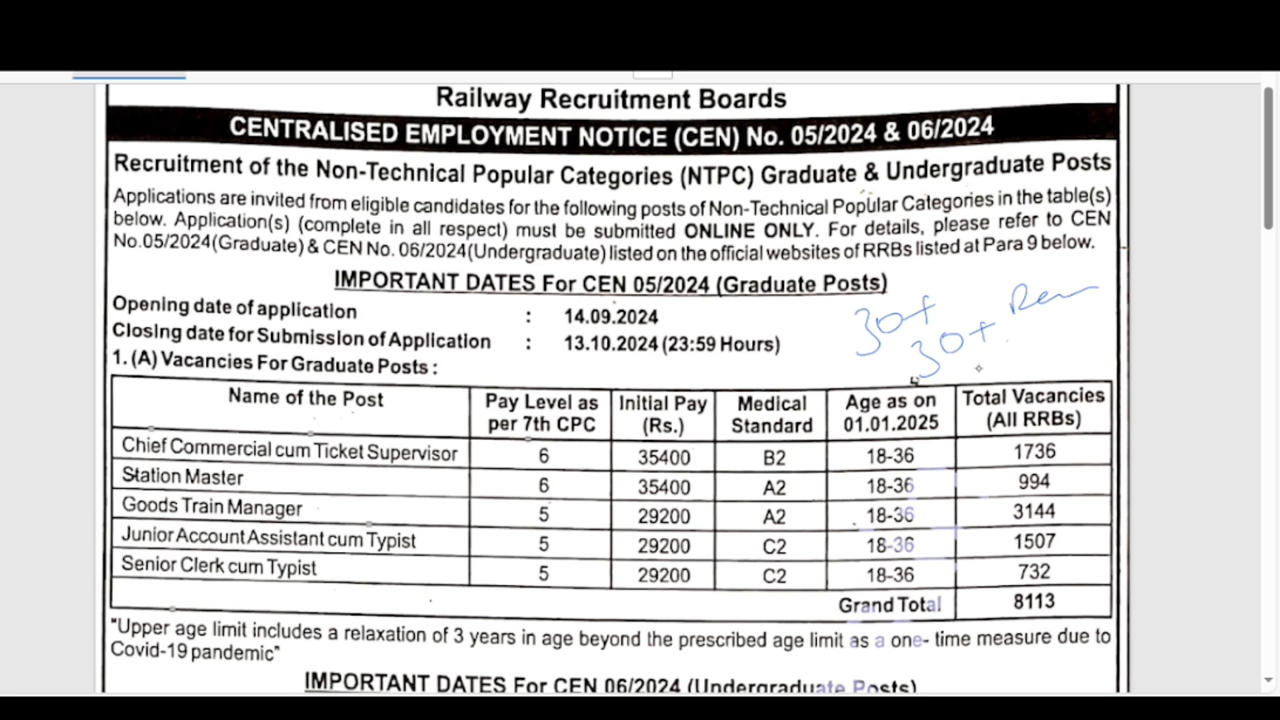 Railway Recruitment Boards
CENTRALISED EMPLOYMENT NOTICE (CEN) No. 05/2024 & 06/2024
Recruitment of the Non-Technical Popular Categories (NTPC) Graduate & Undergraduate Posts
Applications are invited from eligible candidates for the following posts of Non-Technical Popular Categories in the table(s)
below. Application(s) (complete in all respect) must be submitted ONLINE ONLY. For details, please refer to CEN
No.05/2024(Graduate) & CEN No. 06/2024(Undergraduate) listed on the official websites of RRBs listed at Para 9 below.
IMPORTANT DATES For CEN 05/2024 (Graduate Posts)
Opening date of application : 14.09.2024
Closing date for Submission of Application : 13.10.2024 (23:59 Hours)
30+
30+
1. (A) Vacancies For Graduate Posts :
Name of the Post Pay Level as per 7th CPC Initial Pay (Rs.) Medical Standard Age as on 01.01.2025 Total Vacancies (All RRBs)
Chief Commercial cum Ticket Supervisor 6 35400 B2 18-36 1736
Station Master 6 35400 A2 18-36 994
Goods Train Manager 5 29200 A2 18-36 3144
Junior Account Assistant cum Typist 5 29200 C2 18-36 1507
Senior Clerk cum Typist 5 29200 C2 18-36 732
Grand Total 8113
"Upper age limit includes a relaxation of 3 years in age beyond the prescribed age limit as a one- time measure due to
Covid-19 pandemic"
IMPORTANT DATES For CEN 06/2024 (Undergraduate Posts)